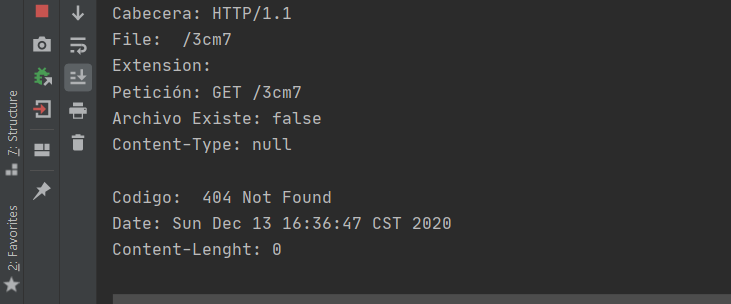 Cabecera: HTTP/1.1
File:  /3cm7
Extension:
Petición: GET /3cm7
Archivo Existe: false
Content-Type: null
Codigo:  404 Not Found
Date: Sun Dec 13 16:36:47 CST 2020
Content-Lenght: 0
7: Structure
2: Favorites